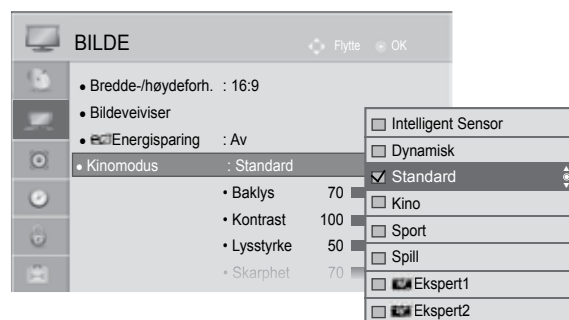 BILDE
Flytte OK
• Bredde-/høydeforh. : 16:9
• Bildeveiviser
• Energisparing : Av
• Kinomodus : Standard
• Baklys 70
• Kontrast 100
• Lysstyrke 50
• Skarphet 70
Intelligent Sensor
Dynamisk
Standard
Kino
Sport
Spill
Ekspert1
Ekspert2